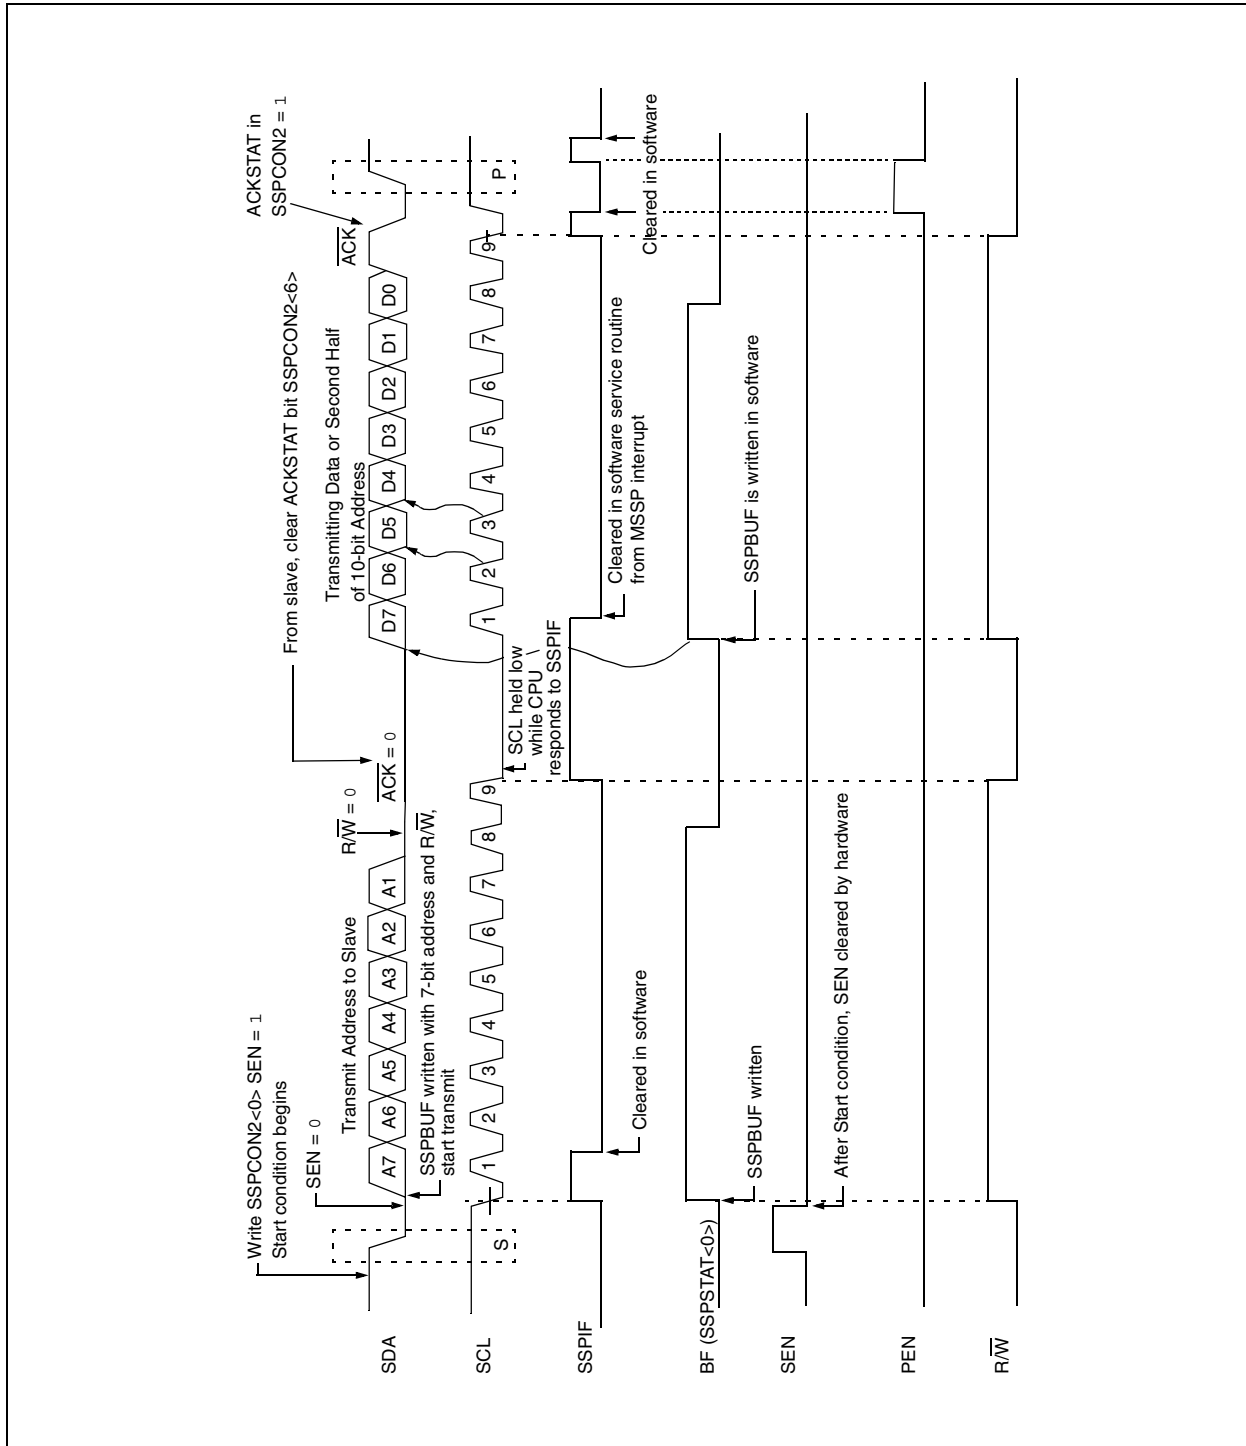 Write SSPCON2<0> SEN = 1
Start condition begins
SEN = 0
Transmit Address to Slave
R/W̅ = 0
From slave, clear ACKSTAT bit SSPCON2<6>
A̅C̅K̅ = 0
Transmitting Data or Second Half
of 10-bit Address
A̅C̅K̅
ACKSTAT in
SSPCON2 = 1
SDA
A7 A6 A5 A4 A3 A2 A1
D7 D6 D5 D4 D3 D2 D1 D0
SSPBUF written with 7-bit address and R/W̅,
start transmit
SCL
S
1 2 3 4 5 6 7 8 9
1 2 3 4 5 6 7 8 9
P
SCL held low
while CPU
responds to SSPIF
SSPIF
Cleared in software
Cleared in software service routine
from MSSP interrupt
Cleared in software
Cleared in software
BF (SSPSTAT<0>)
SSPBUF written
SSPBUF is written in software
SEN
After Start condition, SEN cleared by hardware
PEN
R/W̅